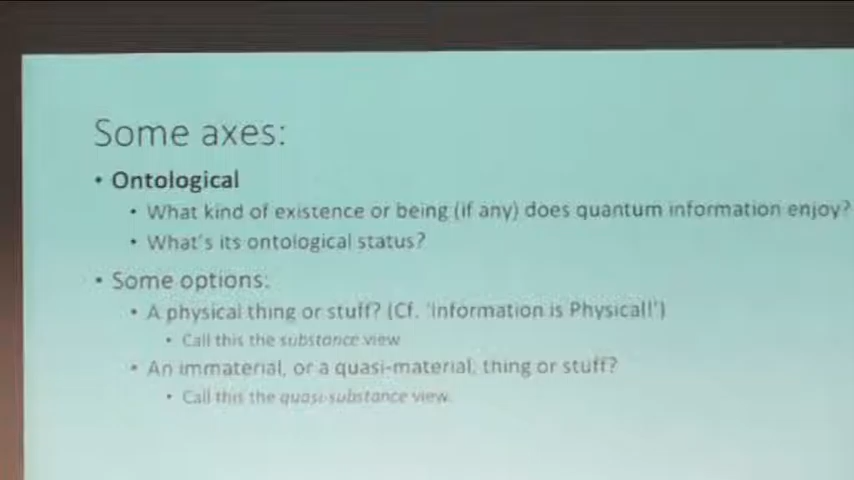 Some axes:
• Ontological
• What kind of existence or being (if any) does quantum information enjoy?
• What's its ontological status?
• Some options:
• A physical thing or stuff? (Cf. 'Information is Physical!')
• Call this the substance view
• An immaterial, or a quasi-material, thing or stuff?
• Call this the quasi-substance view.